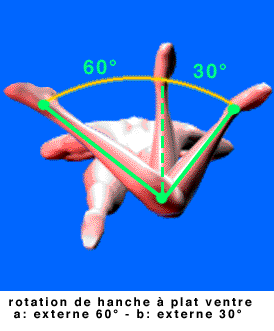 60° 30°
rotation de hanche à plat ventre
a: externe 60° - b: externe 30°